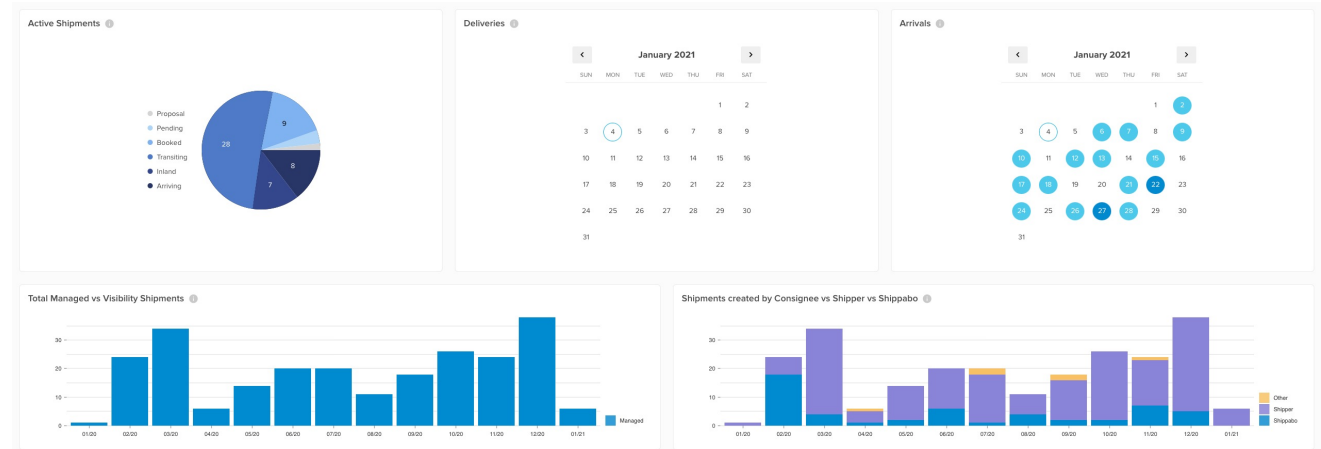 Active Shipments
Proposal
Pending
Booked
Transiting
Inland
Arriving
9
28
8
7
Deliveries
January 2021
SUN MON TUE WED THU FRI SAT
1 2
3 4 5 6 7 8 9
10 11 12 13 14 15 16
17 18 19 20 21 22 23
24 25 26 27 28 29 30
31
Arrivals
January 2021
SUN MON TUE WED THU FRI SAT
1 2
3 4 5 6 7 8 9
10 11 12 13 14 15 16
17 18 19 20 21 22 23
24 25 26 27 28 29 30
31
Total Managed vs Visibility Shipments
30
20
10
0
01/20 02/20 03/20 04/20 05/20 06/20 07/20 08/20 09/20 10/20 11/20 12/20 01/21
Managed
Shipments created by Consignee vs Shipper vs Shippabo
30
20
10
0
01/20 02/20 03/20 04/20 05/20 06/20 07/20 08/20 09/20 10/20 11/20 12/20 01/21
Other
Shipper
Shippabo